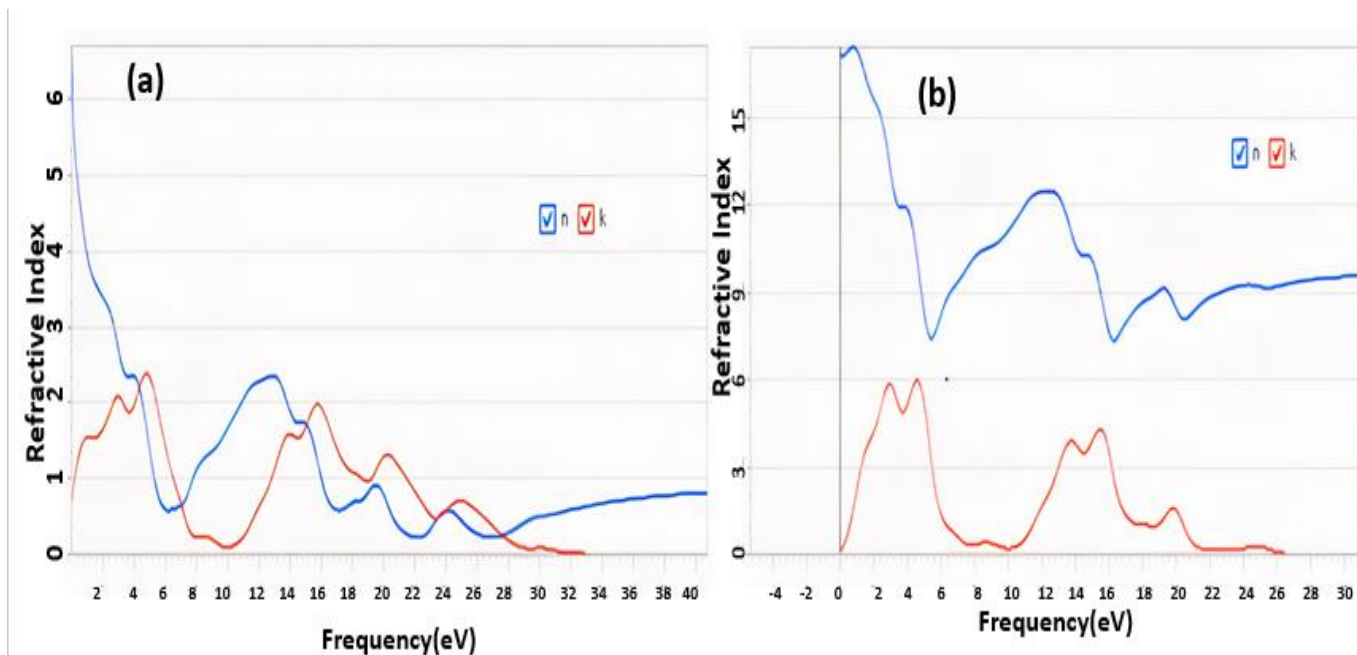 (a)
Refractive Index
6
5
4
3
2
1
0
n k
2 4 6 8 10 12 14 16 18 20 22 24 26 28 30 32 34 36 38 40
Frequency(eV)
(b)
Refractive Index
15
12
9
6
3
0
n k
-4 -2 0 2 4 6 8 10 12 14 16 18 20 22 24 26 28 30
Frequency(eV)